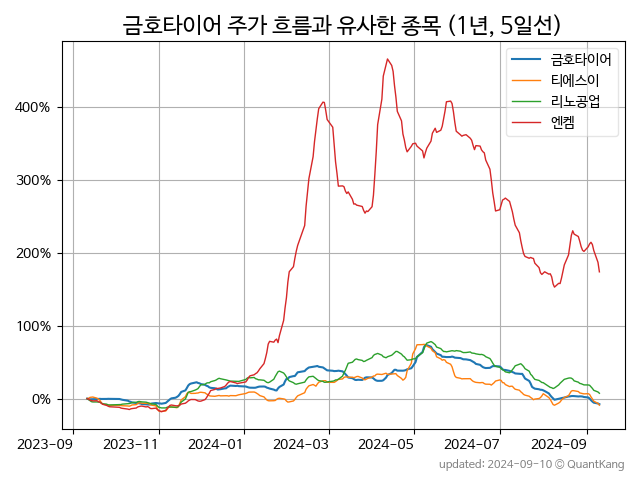 금호타이어 주가 흐름과 유사한 종목 (1년, 5일선)
금호타이어
티에스이
리노공업
엔켐
400%
300%
200%
100%
0%
2023-09 2023-11 2024-01 2024-03 2024-05 2024-07 2024-09
updated: 2024-09-10 © QuantKang